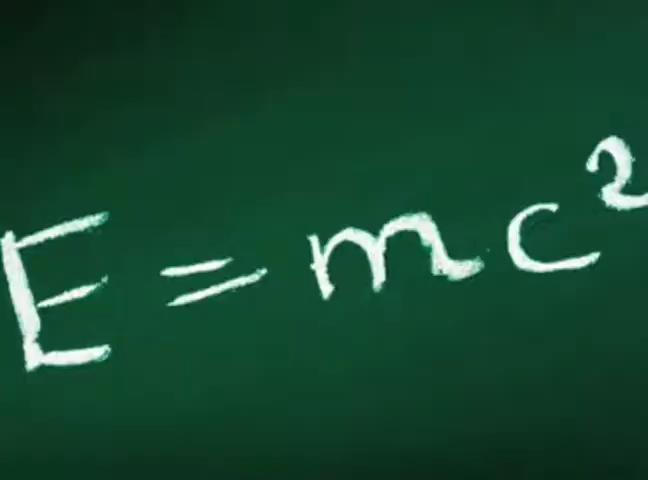 E = mc²